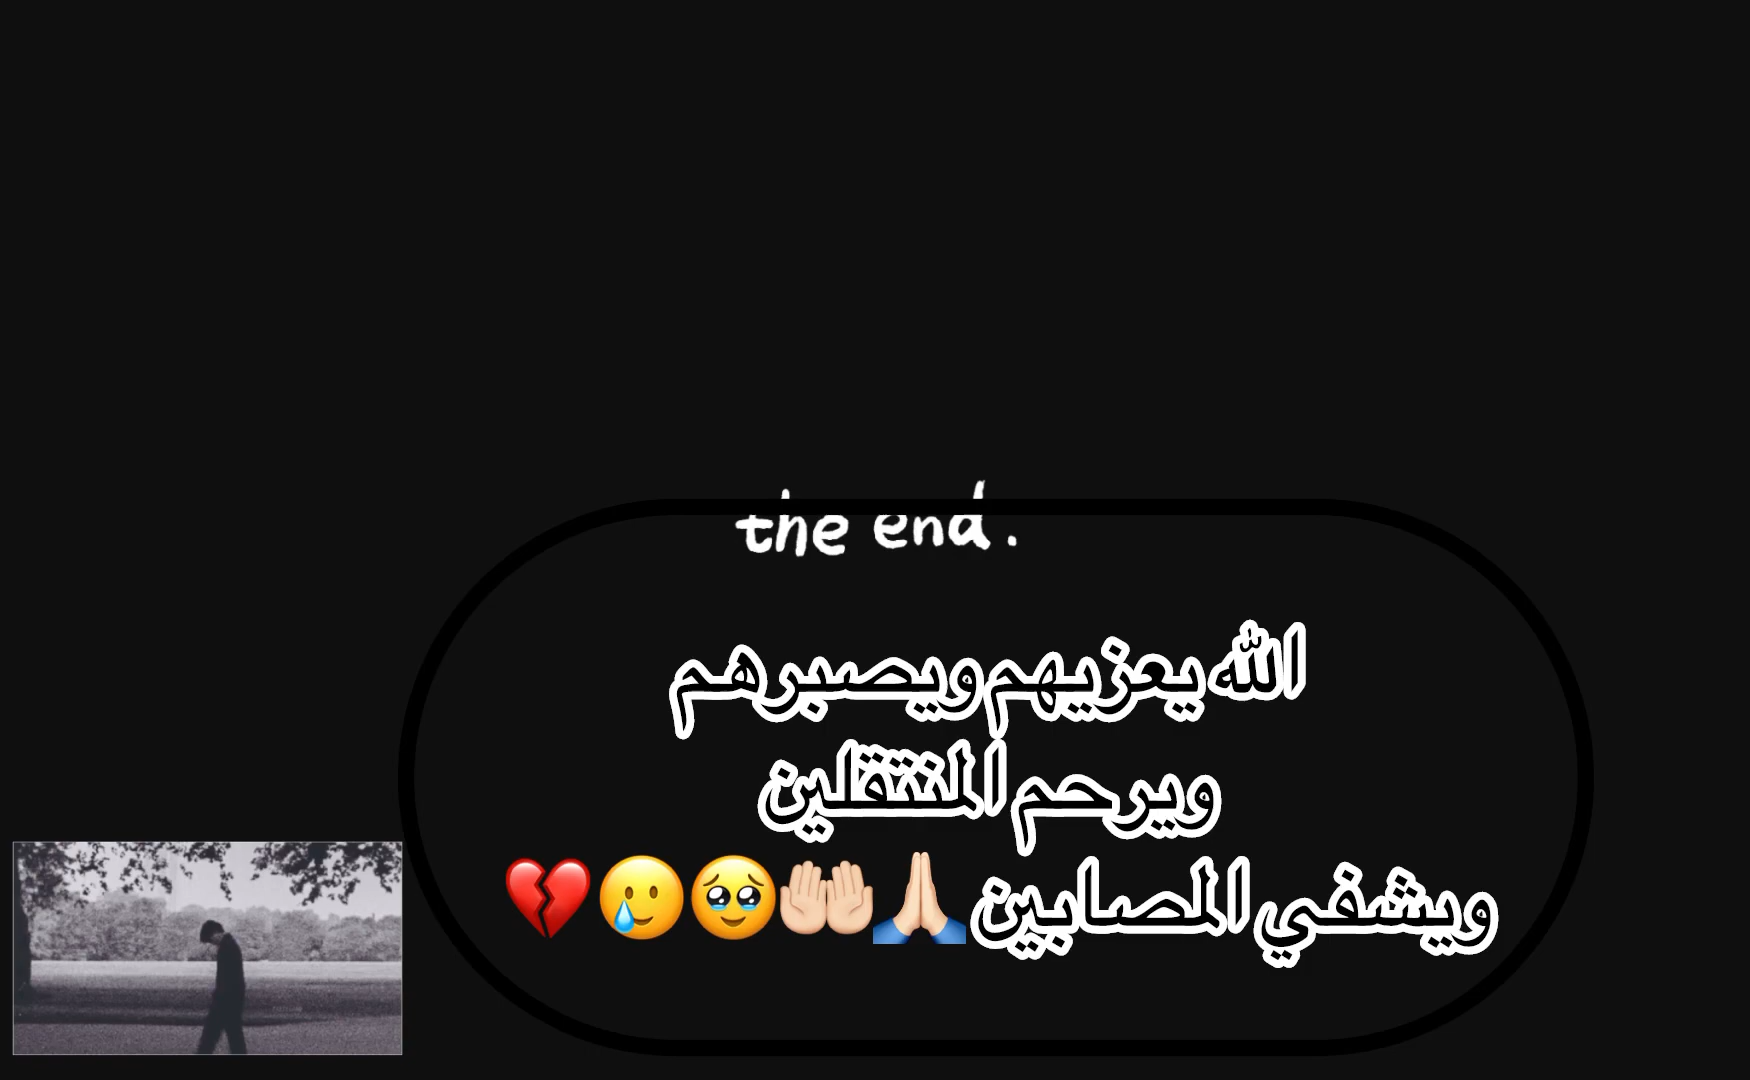 the end.
الله يعزيهم ويصبرهم
ويرحم المنتقلين
ويشفي المصابين 🙏🏻🤲🏻🥹🥲💔